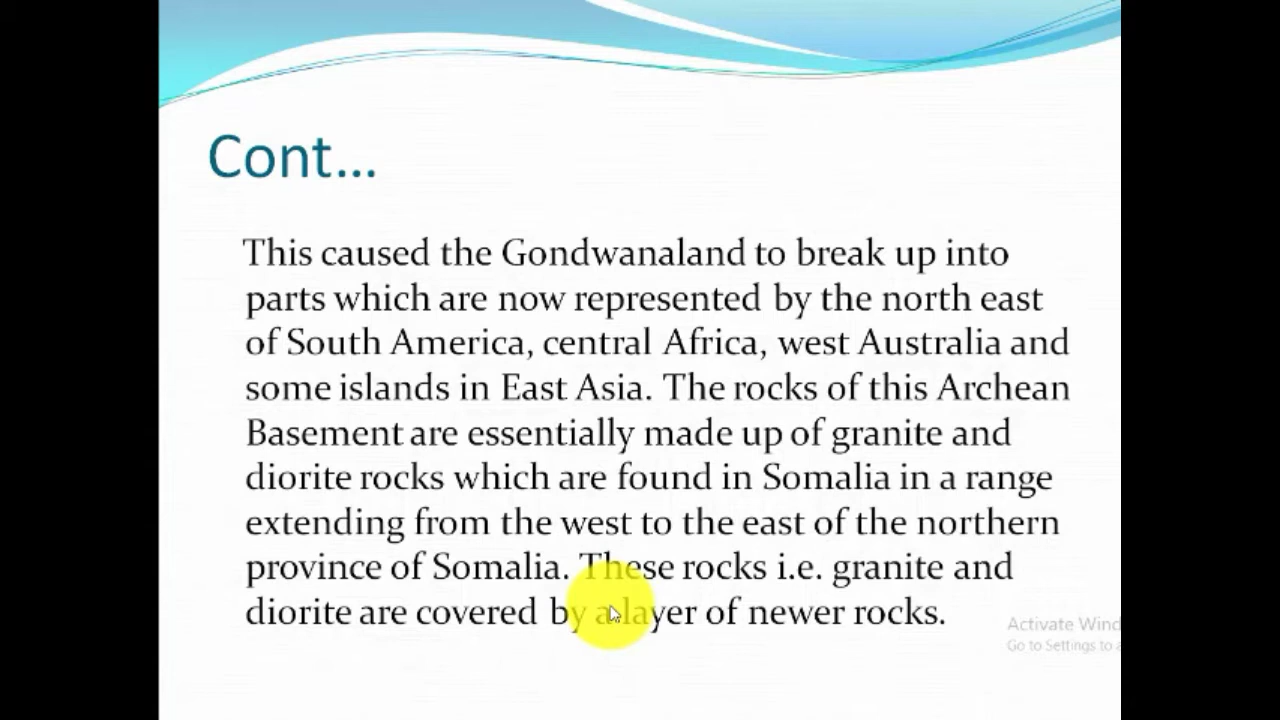 Cont...
This caused the Gondwanaland to break up into
parts which are now represented by the north east
of South America, central Africa, west Australia and
some islands in East Asia. The rocks of this Archean
Basement are essentially made up of granite and
diorite rocks which are found in Somalia in a range
extending from the west to the east of the northern
province of Somalia. These rocks i.e. granite and
diorite are covered by a layer of newer rocks.
Activate Wind
Go to Settings to a